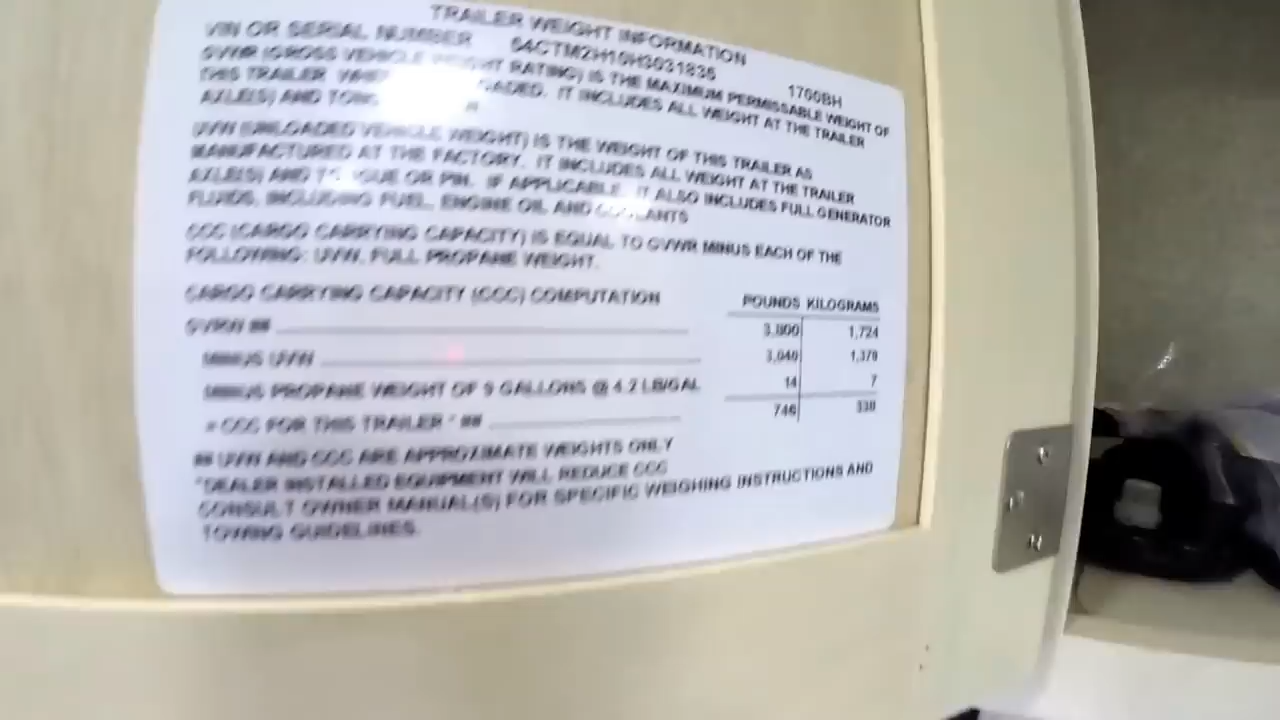 TRAILER WEIGHT INFORMATION
VIN OR SERIAL NUMBER 54CTM2H10H3031835 1700BH
GVWR (GROSS VEHICLE WEIGHT RATING) IS THE MAXIMUM PERMISSABLE WEIGHT OF
THIS TRAILER WHEN LOADED. IT INCLUDES ALL WEIGHT AT THE TRAILER
AXLE(S) AND
UVW (UNLOADED VEHICLE WEIGHT) IS THE WEIGHT OF THIS TRAILER AS
MANUFACTURED AT THE FACTORY. IT INCLUDES ALL WEIGHT AT THE TRAILER
AXLE(S) AND TONGUE OR PIN. IF APPLICABLE. IT ALSO INCLUDES FULL GENERATOR
FLUIDS, INCLUDING FUEL, ENGINE OIL AND COOLANTS
CCC (CARGO CARRYING CAPACITY) IS EQUAL TO GVWR MINUS EACH OF THE
FOLLOWING: UVW, FULL PROPANE WEIGHT.
CARGO CARRYING CAPACITY (CCC) COMPUTATION POUNDS KILOGRAMS
GVWR ## 3,800 1,724
MINUS UVW 3,040 1,379
MINUS PROPANE WEIGHT OF 9 GALLONS @ 4.2 LB/GAL 14 7
= CCC FOR THIS TRAILER * ## 746 338
## UVW AND CCC ARE APPROXIMATE WEIGHTS ONLY
*DEALER INSTALLED EQUIPMENT WILL REDUCE CCC
CONSULT OWNER MANUAL(S) FOR SPECIFIC WEIGHING INSTRUCTIONS AND
TOWING GUIDELINES.